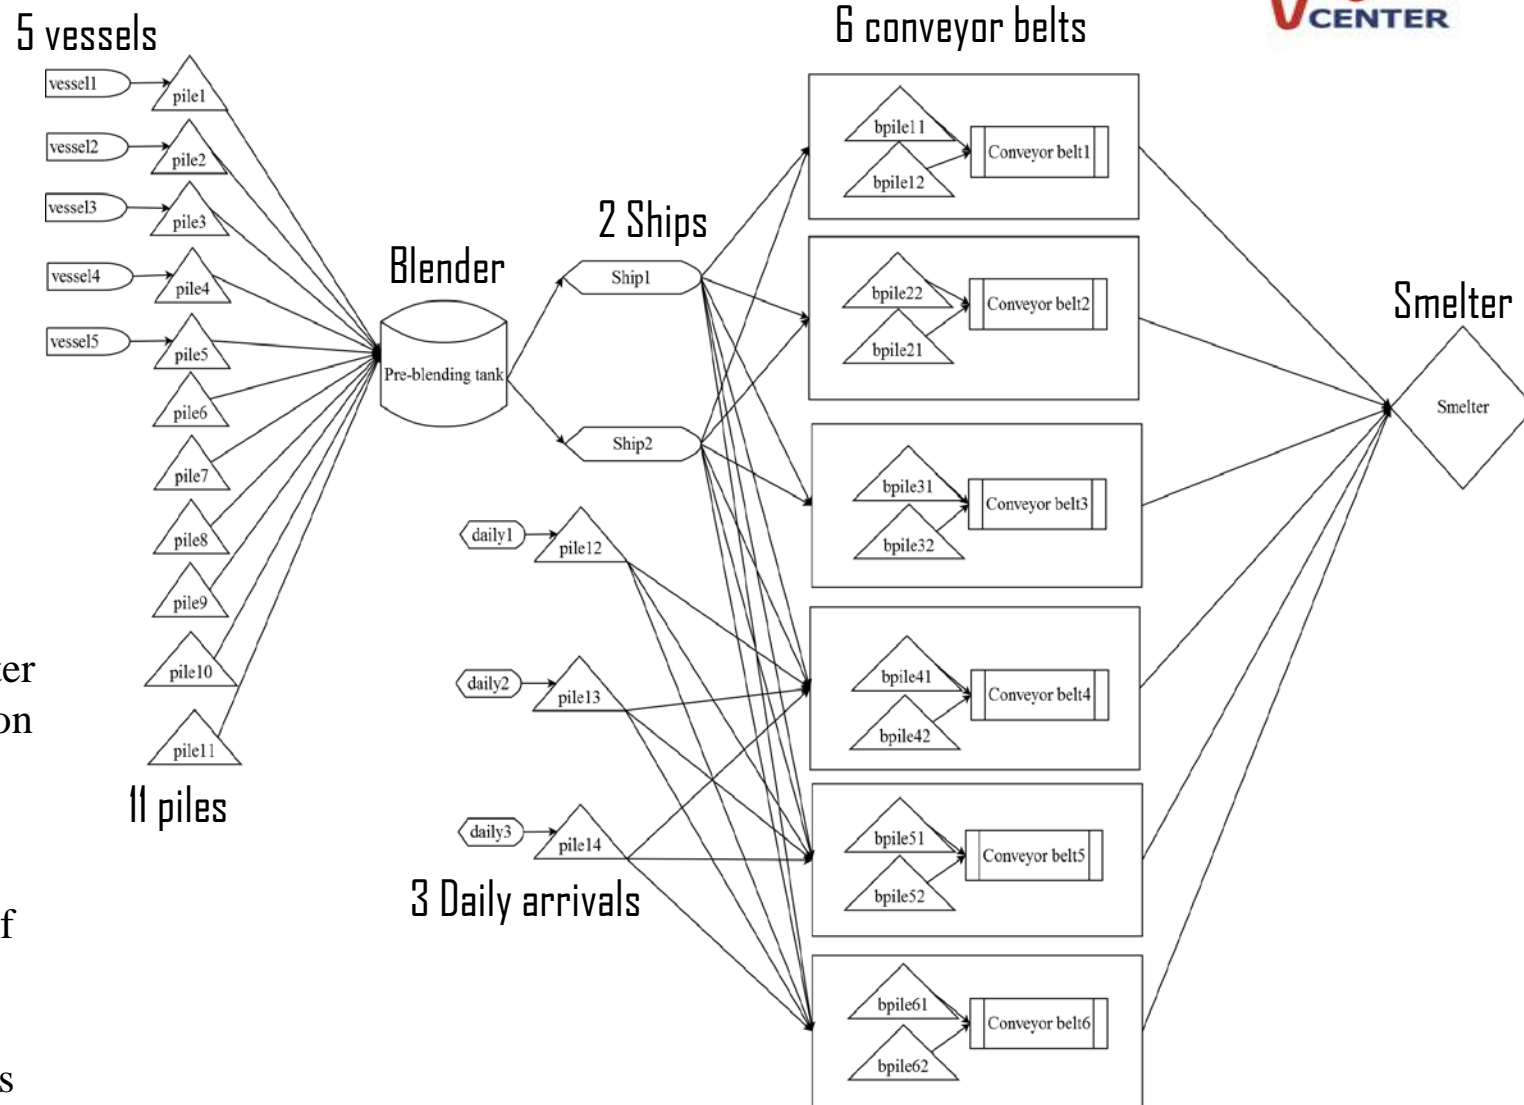 CENTER
5 vessels
6 conveyor belts
vessel1
pile1
vessel2
pile2
vessel3
pile3
vessel4
pile4
vessel5
pile5
pile6
pile7
pile8
pile9
pile10
pile11
11 piles
Blender
Pre-blending tank
2 Ships
Ship1
Ship2
daily1
pile12
daily2
pile13
daily3
pile14
3 Daily arrivals
bpile11
bpile12
Conveyor belt1
bpile22
bpile21
Conveyor belt2
bpile31
bpile32
Conveyor belt3
bpile41
bpile42
Conveyor belt4
bpile51
bpile52
Conveyor belt5
bpile61
bpile62
Conveyor belt6
Smelter
Smelter